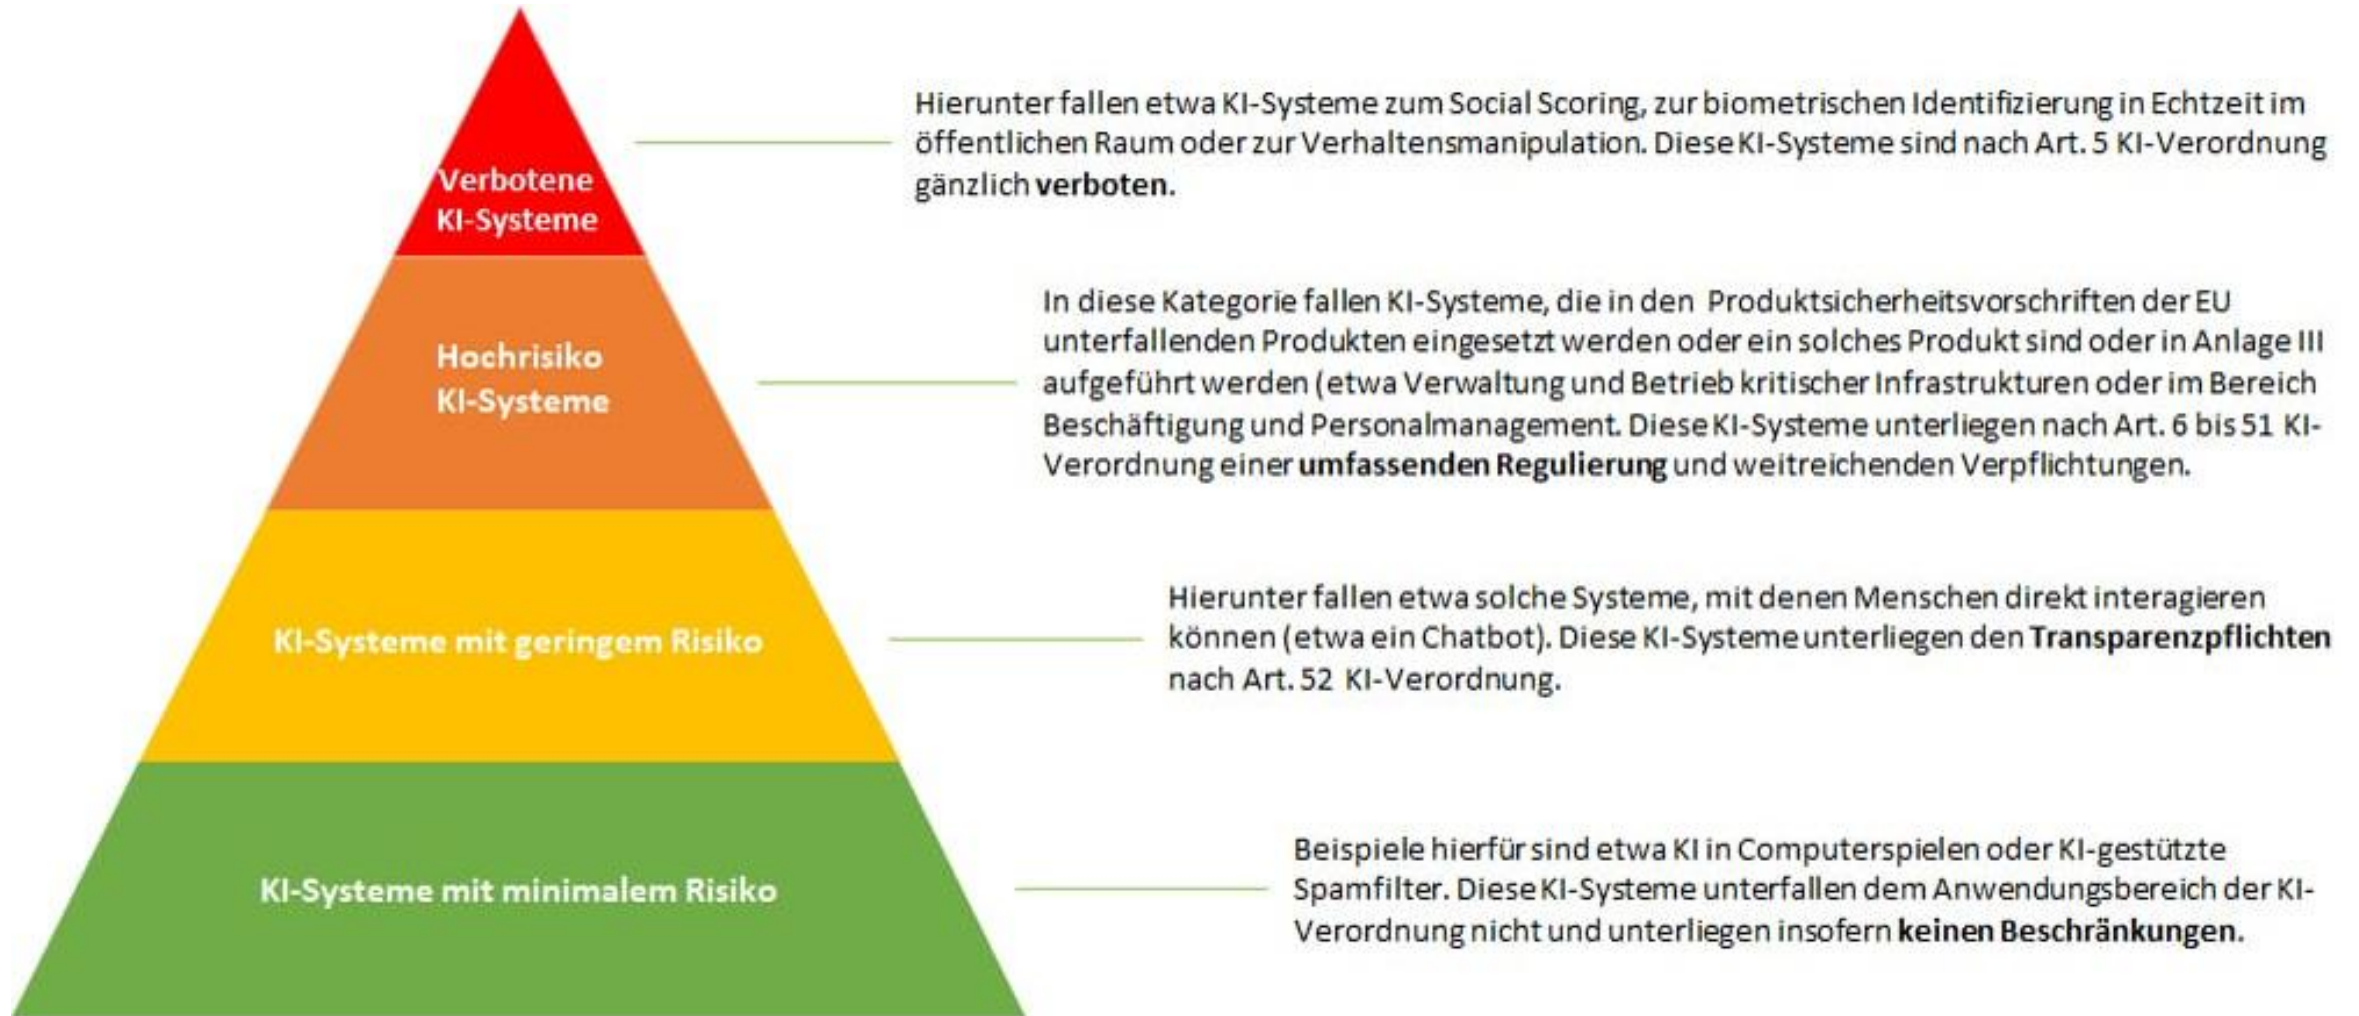 Verbotene
KI-Systeme
Hierunter fallen etwa KI-Systeme zum Social Scoring, zur biometrischen Identifizierung in Echtzeit im
öffentlichen Raum oder zur Verhaltensmanipulation. Diese KI-Systeme sind nach Art. 5 KI-Verordnung
gänzlich verboten.
Hochrisiko
KI-Systeme
In diese Kategorie fallen KI-Systeme, die in den Produktsicherheitsvorschriften der EU
unterfallenden Produkten eingesetzt werden oder ein solches Produkt sind oder in Anlage III
aufgeführt werden (etwa Verwaltung und Betrieb kritischer Infrastrukturen oder im Bereich
Beschäftigung und Personalmanagement. Diese KI-Systeme unterliegen nach Art. 6 bis 51 KI-
Verordnung einer umfassenden Regulierung und weitreichenden Verpflichtungen.
KI-Systeme mit geringem Risiko
Hierunter fallen etwa solche Systeme, mit denen Menschen direkt interagieren
können (etwa ein Chatbot). Diese KI-Systeme unterliegen den Transparenzpflichten
nach Art. 52 KI-Verordnung.
KI-Systeme mit minimalem Risiko
Beispiele hierfür sind etwa KI in Computerspielen oder KI-gestützte
Spamfilter. Diese KI-Systeme unterfallen dem Anwendungsbereich der KI-
Verordnung nicht und unterliegen insofern keinen Beschränkungen.